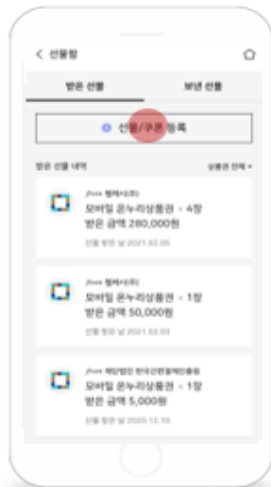 선물함
받은 선물 보낸 선물
선물/쿠폰 등록
받은 선물 내역 상품권 전체
모바일 온누리상품권 - 4장
받은 금액 280,000원
선물 받은 날 2021.02.05
모바일 온누리상품권 - 1장
받은 금액 50,000원
선물 받은 날 2021.02.03
모바일 온누리상품권 - 1장
받은 금액 5,000원
선물 받은 날 2020.12.10